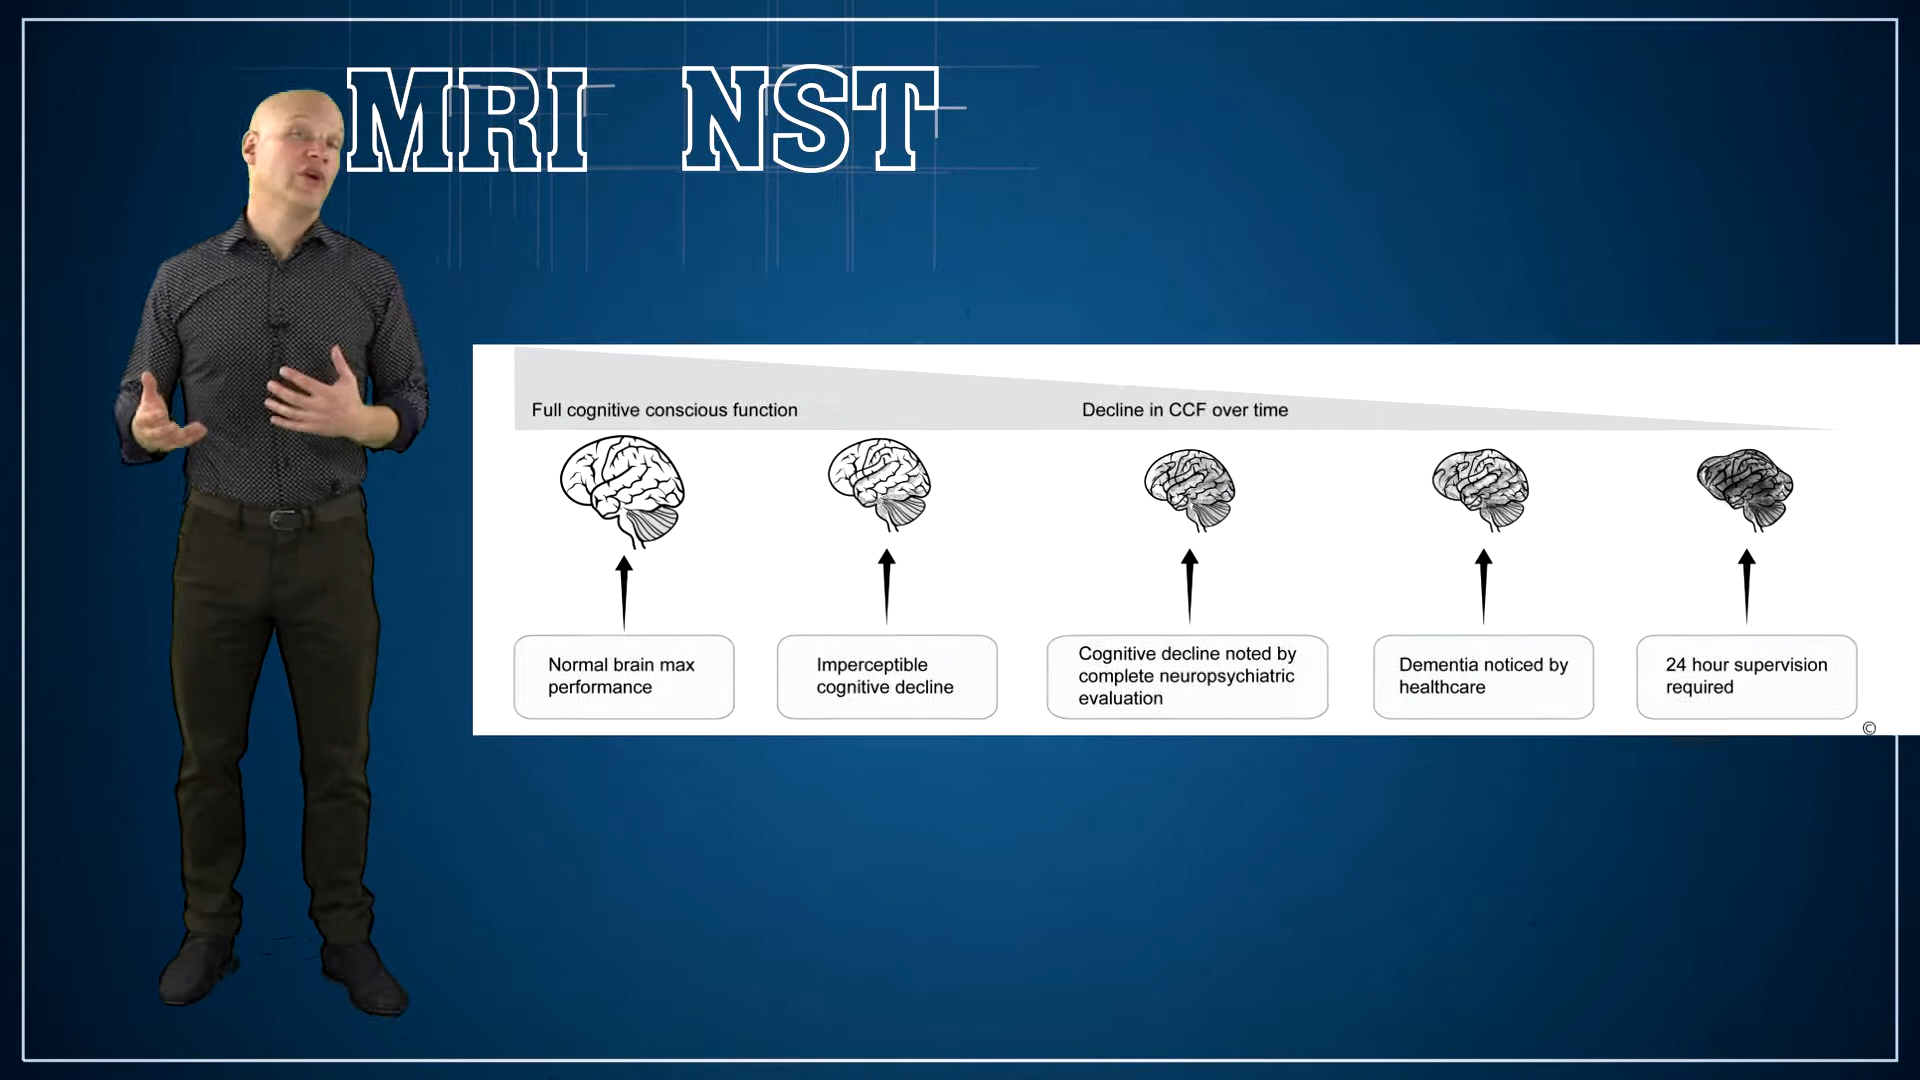 MRI NST
Full cognitive conscious function
Decline in CCF over time
Normal brain max
performance
Imperceptible
cognitive decline
Cognitive decline noted by
complete neuropsychiatric
evaluation
Dementia noticed by
healthcare
24 hour supervision
required
©